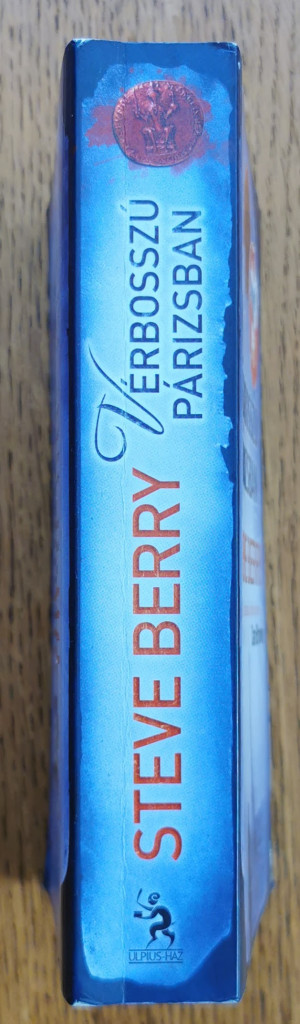 STEVE BERRY
VÉRBOSSZÚ
PÁRIZSBAN
ULPIUS-HÁZ